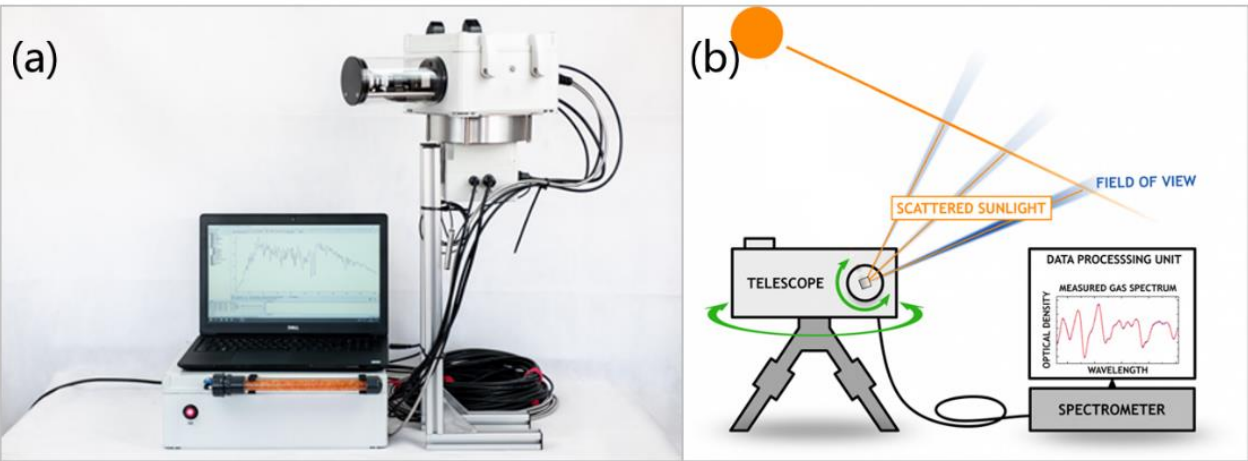 (a)
DELL
(b)
FIELD OF VIEW
SCATTERED SUNLIGHT
TELESCOPE
DATA PROCESSSING UNIT
MEASURED GAS SPECTRUM
OPTICAL DENSITY
WAVELENGTH
SPECTROMETER